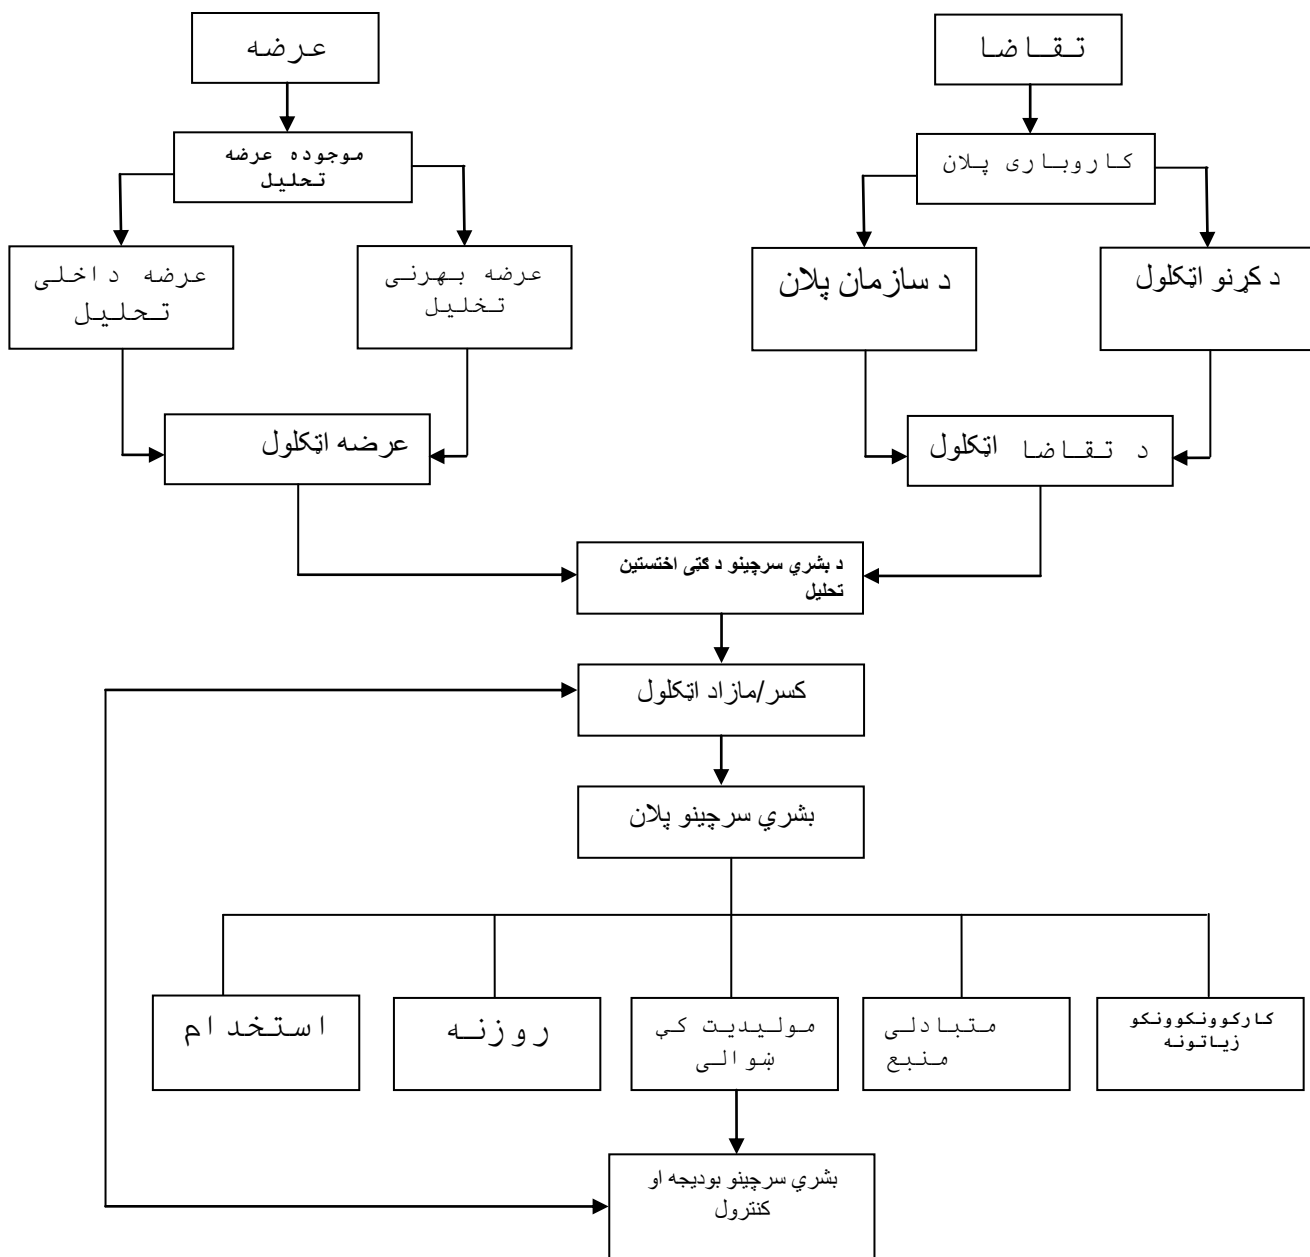 عرضه
تقاضا
موجوده عرضه
تحلیل
کاروباری پلان
عرضه داخلی
تحلیل
عرضه بهرنی
تخلیل
د سازمان پلان
د کړنو اټکلول
عرضه اټکلول
د تقاضا اټکلول
د بشري سرچینو د ګټی اختستین
تحلیل
کسر/مازاد اټکلول
بشري سرچینو پلان
استخدام
روزنه
مولیدیت کې
ښوالی
متبادلی
منبع
کارکوونکوونکو
زیاتونه
بشري سرچینو بودیجه او
کنترول